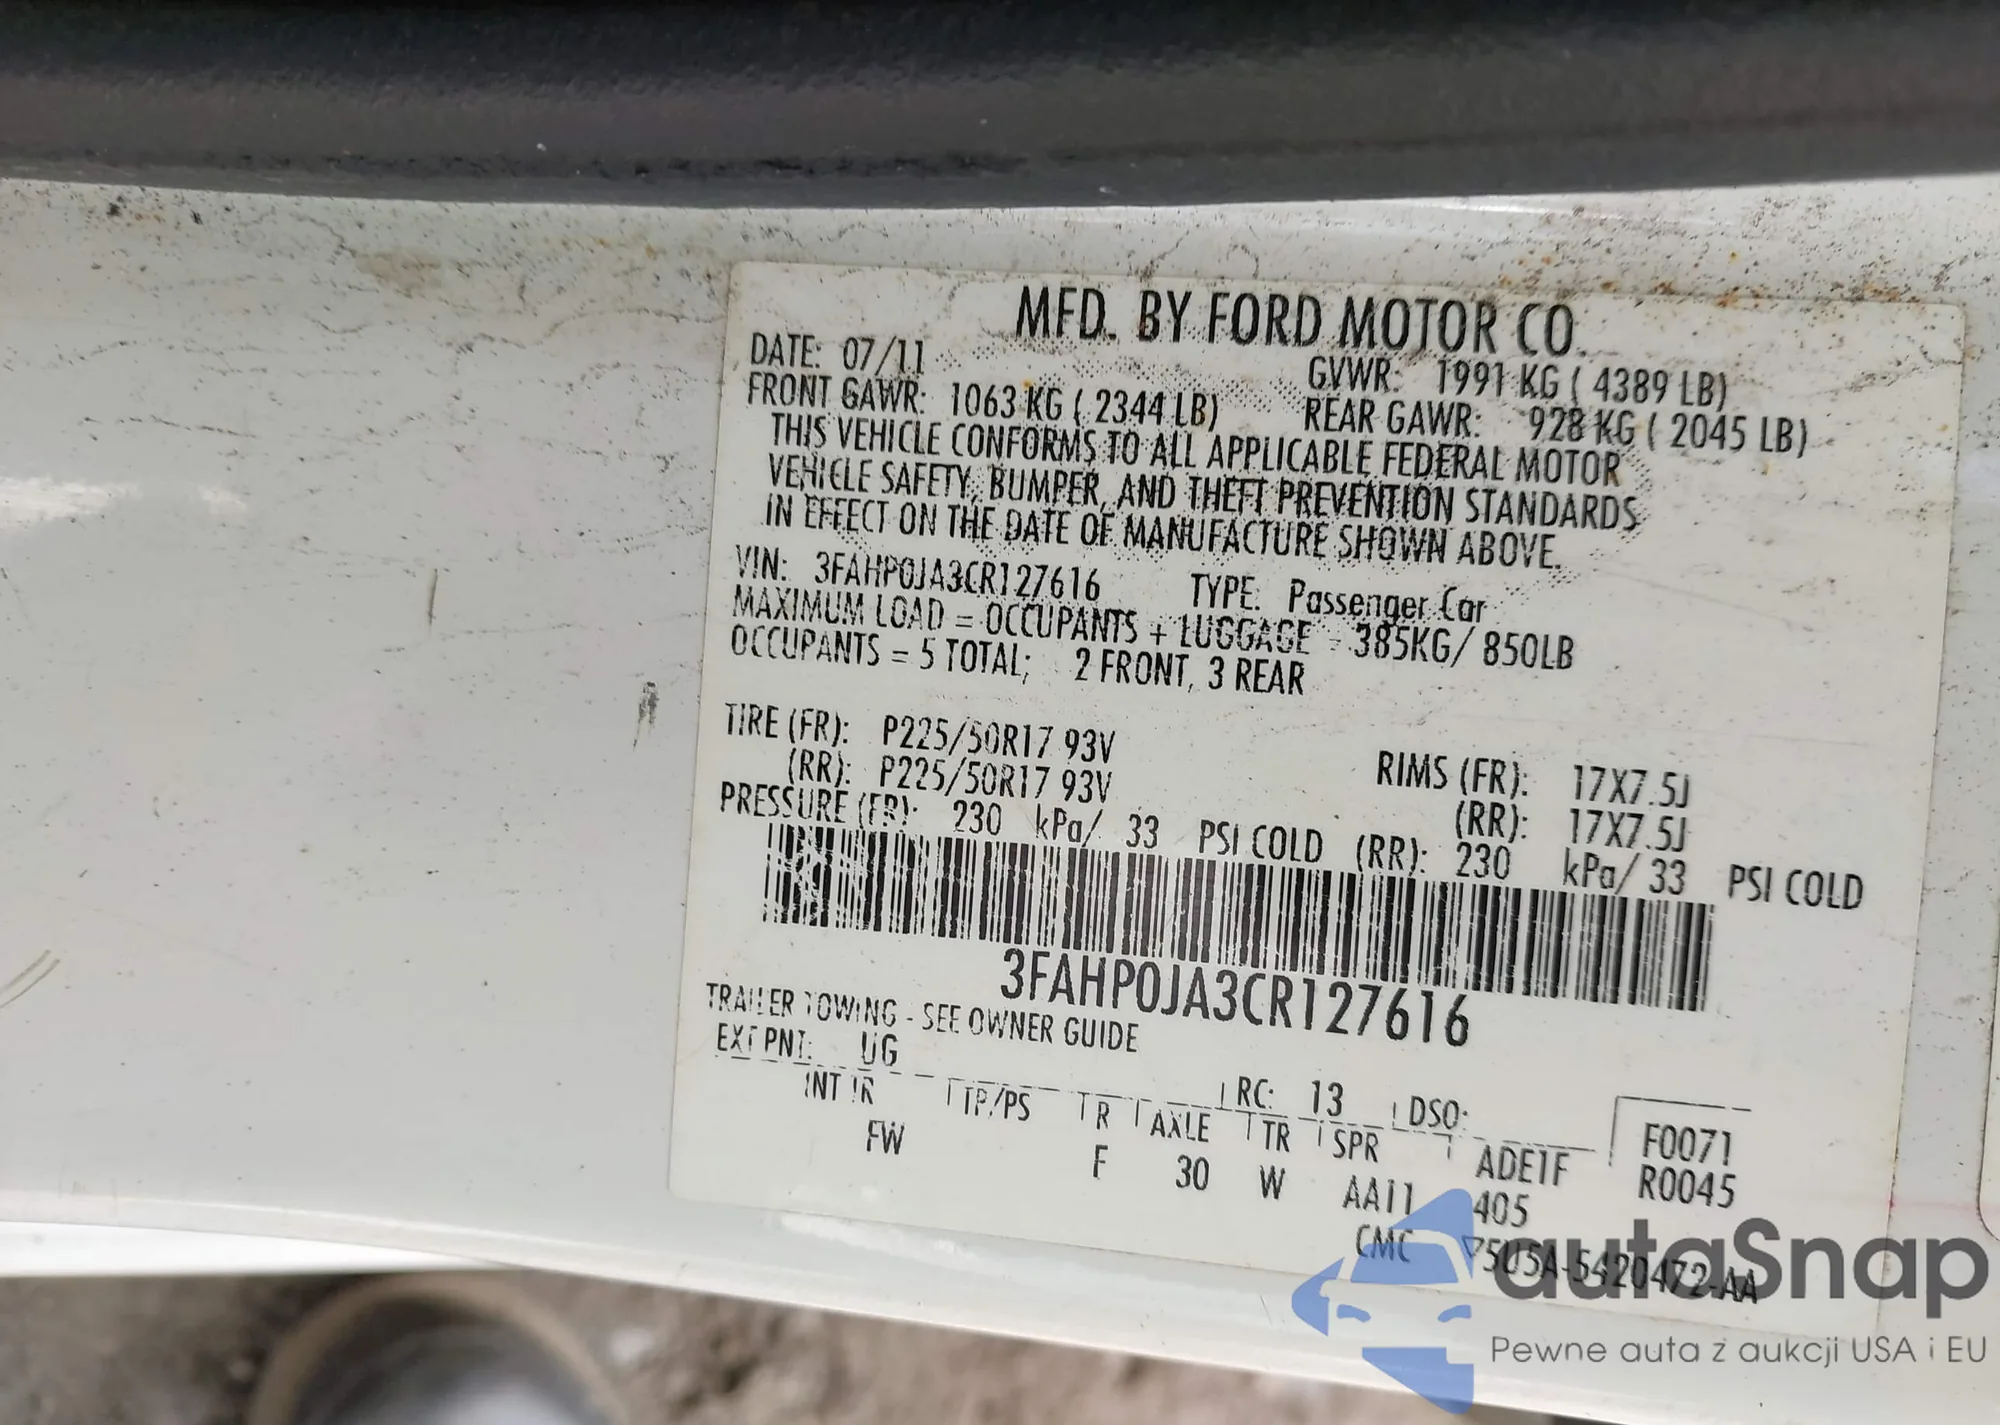 MFD. BY FORD MOTOR CO.
DATE: 07/11 GVWR: 1991 KG ( 4389 LB)
FRONT GAWR: 1063 KG ( 2344 LB) REAR GAWR: 928 KG ( 2045 LB)
THIS VEHICLE CONFORMS TO ALL APPLICABLE FEDERAL MOTOR
VEHICLE SAFETY, BUMPER, AND THEFT PREVENTION STANDARDS
IN EFFECT ON THE DATE OF MANUFACTURE SHOWN ABOVE.
VIN: 3FAHP0JA3CR127616 TYPE: Passenger Car
MAXIMUM LOAD = OCCUPANTS + LUGGAGE - 385KG/ 850LB
OCCUPANTS = 5 TOTAL; 2 FRONT, 3 REAR
TIRE (FR): P225/50R17 93V RIMS (FR): 17X7.5J
(RR): P225/50R17 93V (RR): 17X7.5J
PRESSURE (FR): 230 kPa/ 33 PSI COLD (RR): 230 kPa/ 33 PSI COLD
3FAHP0JA3CR127616
TRAILER TOWING - SEE OWNER GUIDE
EXT PNT: UG RC: 13 DSO: F0071
INT TR TP/PS R AXLE TR SPR ADE1F R0045
FW F 30 W AA11 405
CMC 75U5A-5420472-AA
autaSnap
Pewne auta z aukcji USA i EU